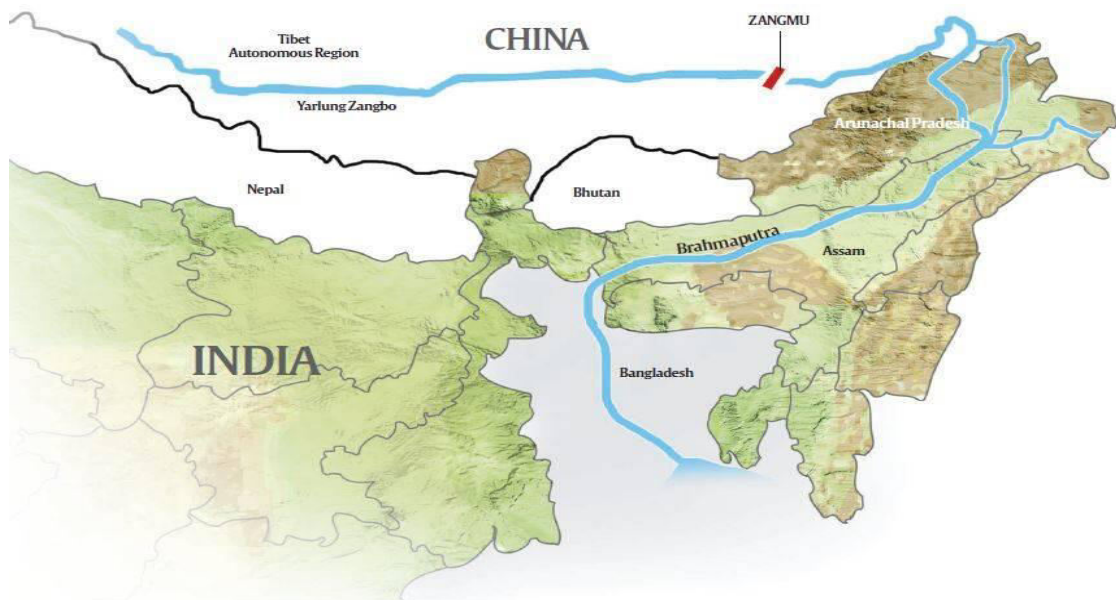 ZANGMU
Tibet
Autonomous Region
CHINA
Yarlung Zangbo
Arunachal Pradesh
Nepal
Bhutan
Brahmaputra
Assam
INDIA
Bangladesh